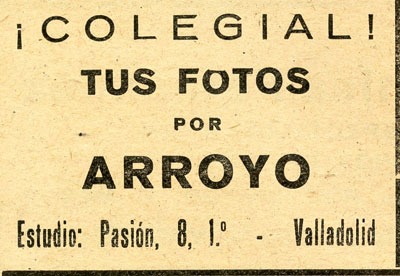 ¡COLEGIAL!
TUS FOTOS
POR
ARROYO
Estudio: Pasión, 8, 1.º - Valladolid